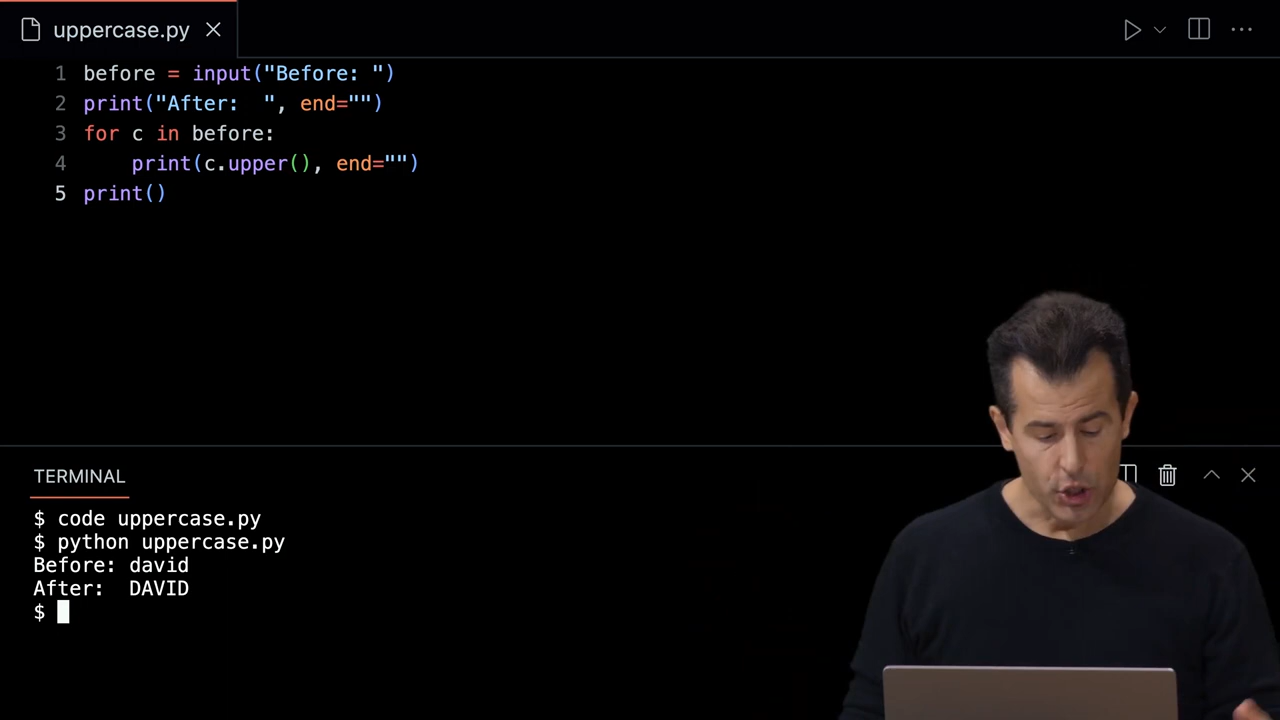 uppercase.py
1 before = input("Before: ")
2 print("After:  ", end="")
3 for c in before:
4     print(c.upper(), end="")
5 print()
TERMINAL
$ code uppercase.py
$ python uppercase.py
Before: david
After:  DAVID
$